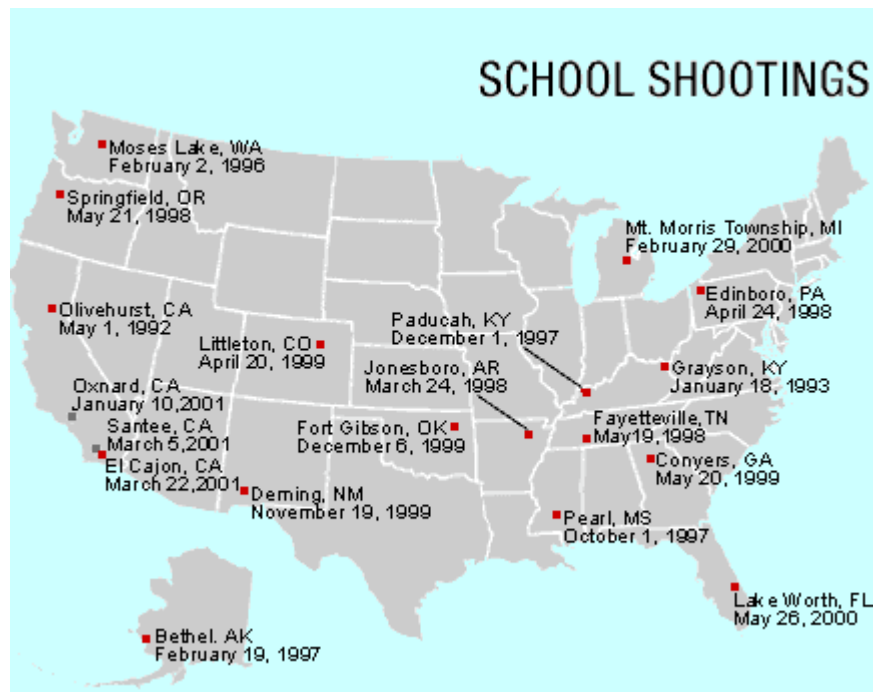 SCHOOL SHOOTINGS
Moses Lake, WA
February 2, 1996
Springfield, OR
May 21, 1998
Mt. Morris Township, MI
February 29, 2000
Edinboro, PA
April 24, 1998
Olivehurst, CA
May 1, 1992
Paducah, KY
December 1, 1997
Littleton, CO
April 20, 1999
Jonesboro, AR
March 24, 1998
Grayson, KY
January 18, 1993
Oxnard, CA
January 10,2001
Santee, CA
March 5,2001
El Cajon, CA
March 22,2001
Fort Gibson, OK
December 6, 1999
Fayetteville,TN
May19,1998
Conyers, GA
May 20, 1999
Deming, NM
November 19, 1999
Pearl, MS
October 1, 1997
Lake Worth, FL
May 26, 2000
Bethel. AK
February 19, 1997